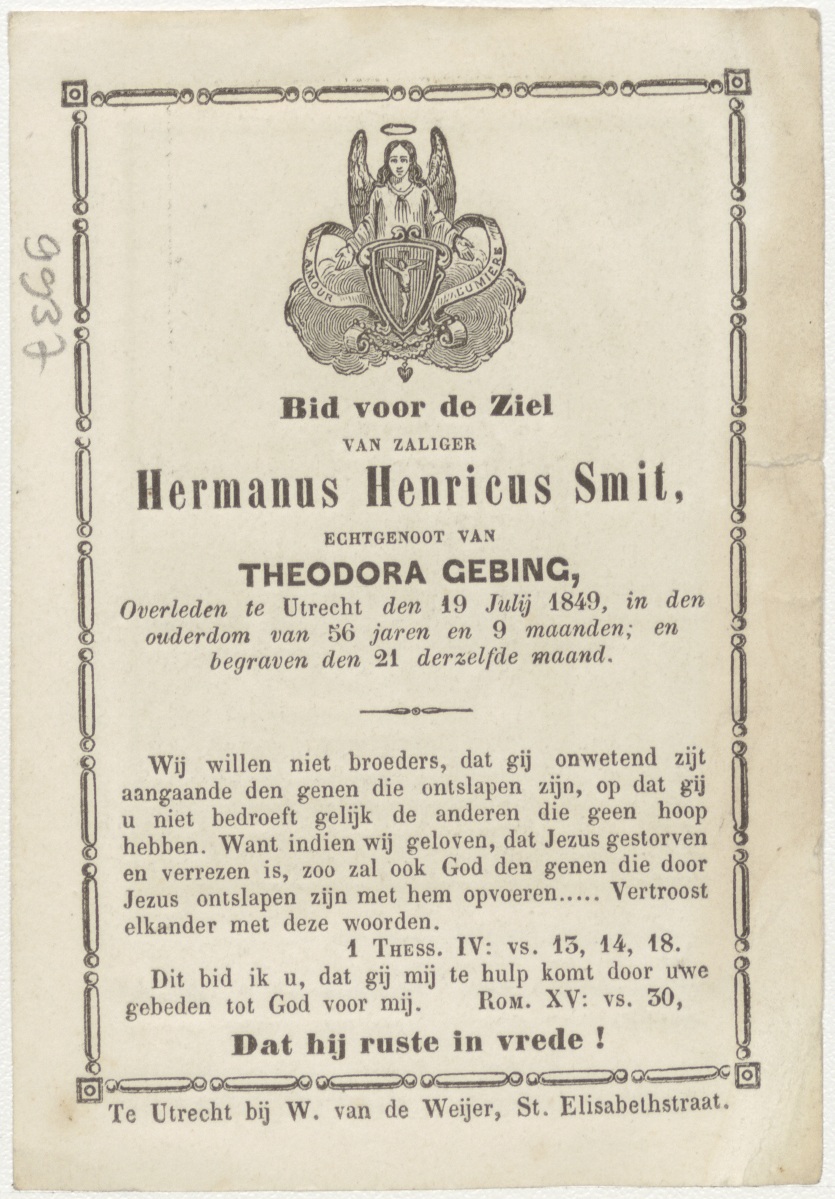 AMOUR LUMIERE
Bid voor de Ziel
VAN ZALIGER
Hermanus Henricus Smit,
ECHTGENOOT VAN
THEODORA GEBING,
Overleden te Utrecht den 19 Julij 1849, in den
ouderdom van 56 jaren en 9 maanden; en
begraven den 21 derzelfde maand.
Wij willen niet broeders, dat gij onwetend zijt
aangaande den genen die ontslapen zijn, op dat gij
u niet bedroeft gelijk de anderen die geen hoop
hebben. Want indien wij geloven, dat Jezus gestorven
en verrezen is, zoo zal ook God den genen die door
Jezus ontslapen zijn met hem opvoeren..... Vertroost
elkander met deze woorden.
1 THESS. IV: vs. 13, 14, 18.
Dit bid ik u, dat gij mij te hulp komt door uwe
gebeden tot God voor mij. ROM. XV: vs. 30,
Dat hij ruste in vrede !
Te Utrecht bij W. van de Weijer, St. Elisabethstraat.
9937